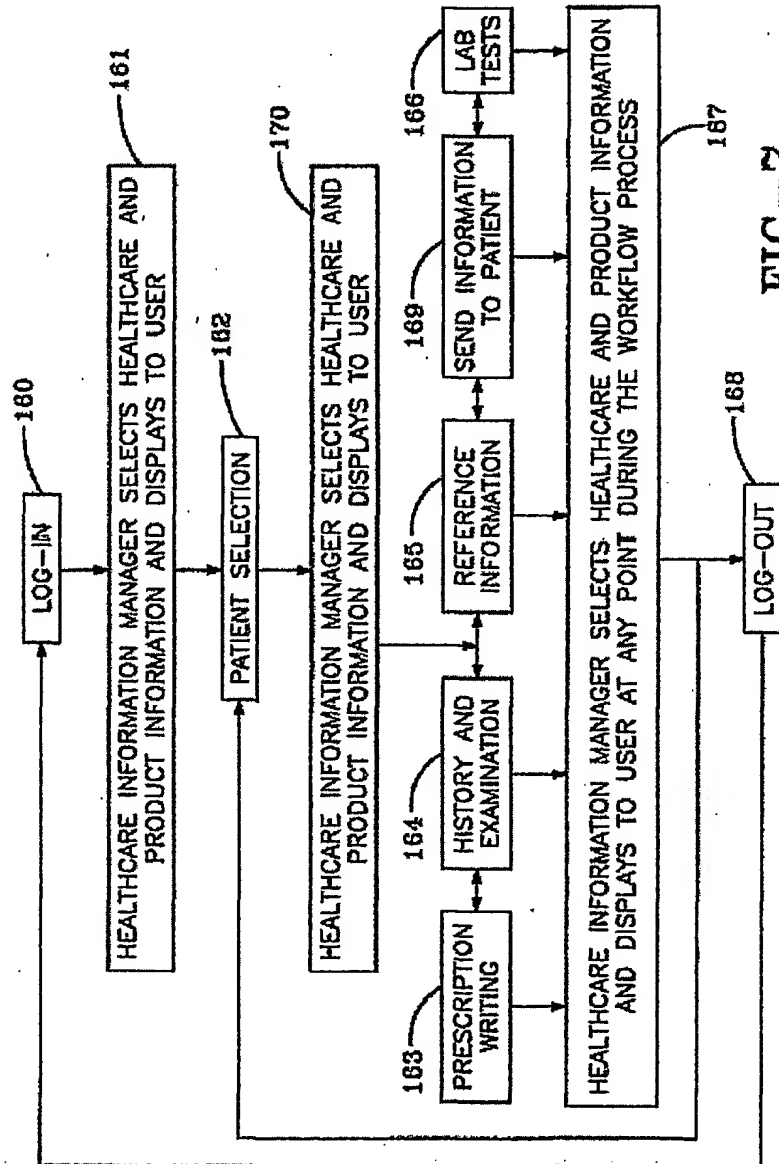 160
LOG-IN
161
HEALTHCARE INFORMATION MANAGER SELECTS HEALTHCARE AND
PRODUCT INFORMATION AND DISPLAYS TO USER
162
PATIENT SELECTION
170
HEALTHCARE INFORMATION MANAGER SELECTS HEALTHCARE AND
PRODUCT INFORMATION AND DISPLAYS TO USER
163
PRESCRIPTION
WRITING
164
HISTORY AND
EXAMINATION
165
REFERENCE
INFORMATION
169
SEND INFORMATION
TO PATIENT
166
LAB
TESTS
HEALTHCARE INFORMATION MANAGER SELECTS HEALTHCARE AND PRODUCT INFORMATION
AND DISPLAYS TO USER AT ANY POINT DURING THE WORKFLOW PROCESS
167
168
LOG-OUT